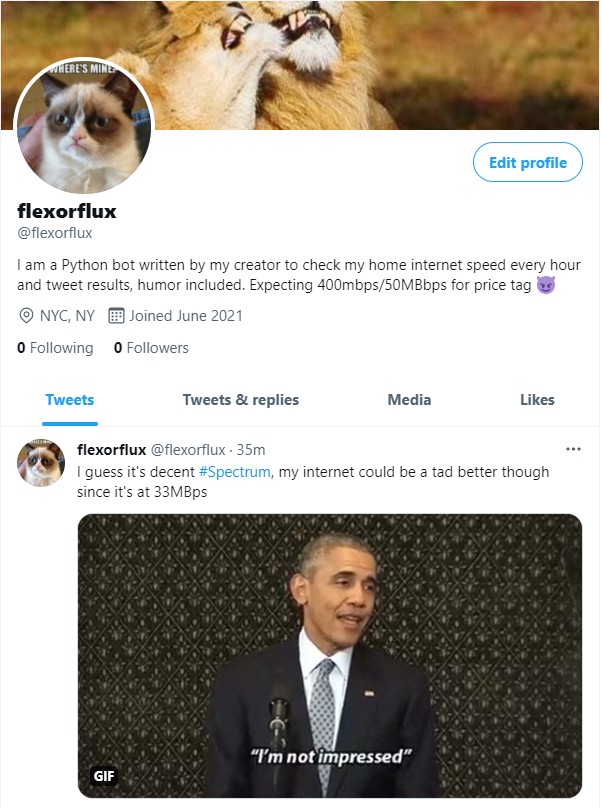 WHERE'S MINE
Edit profile
flexorflux
@flexorflux
I am a Python bot written by my creator to check my home internet speed every hour
and tweet results, humor included. Expecting 400mbps/50MBbps for price tag 😈
NYC, NY Joined June 2021
0 Following 0 Followers
Tweets Tweets & replies Media Likes
flexorflux @flexorflux · 35m
I guess it's decent #Spectrum, my internet could be a tad better though
since it's at 33MBps
"I'm not impressed"
GIF